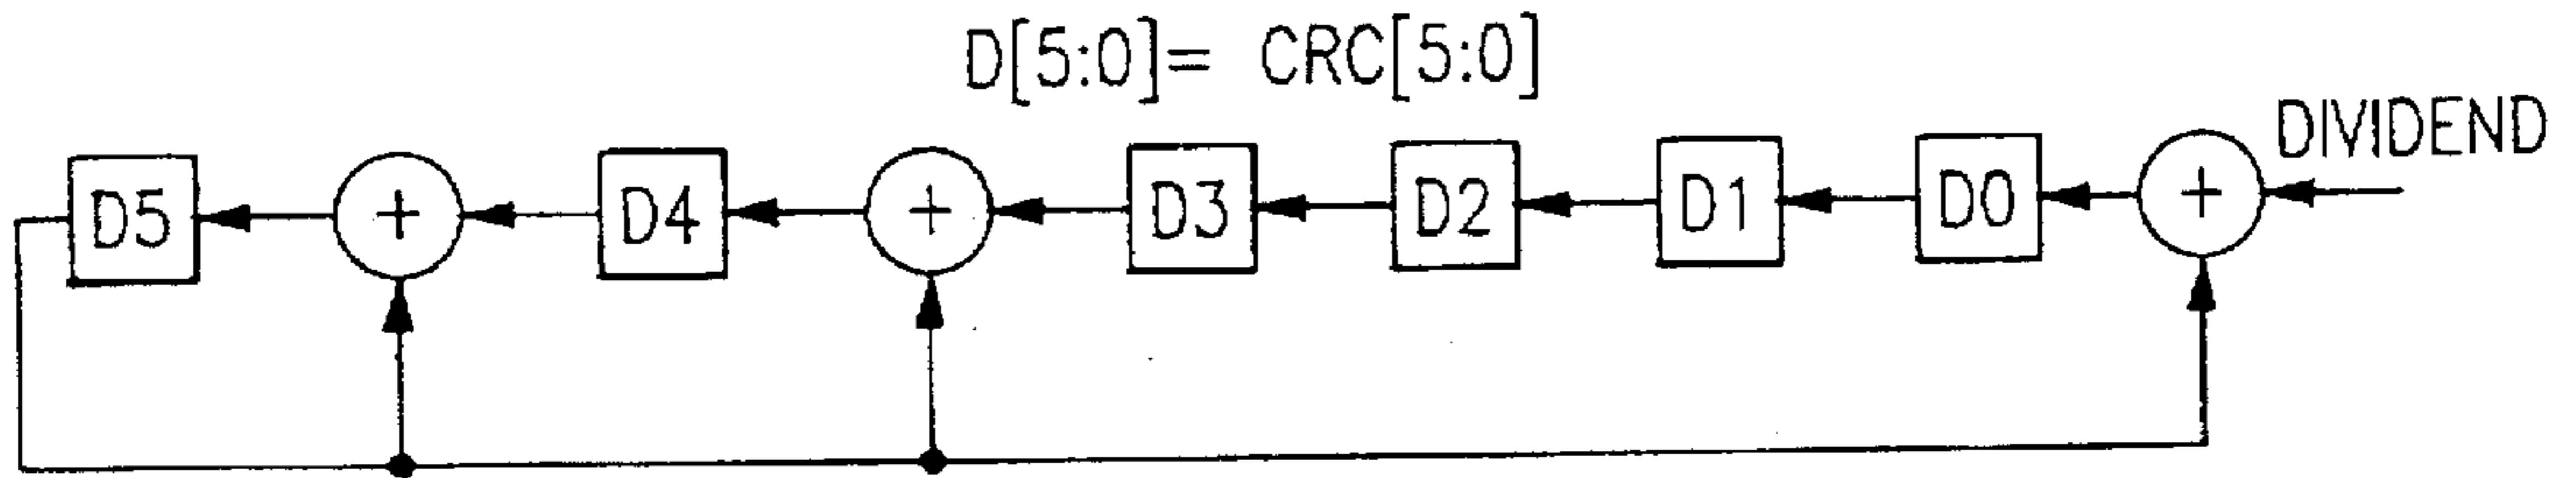 D[5:0]= CRC[5:0]
DIVIDEND
D5 + D4 + D3 D2 D1 D0 +